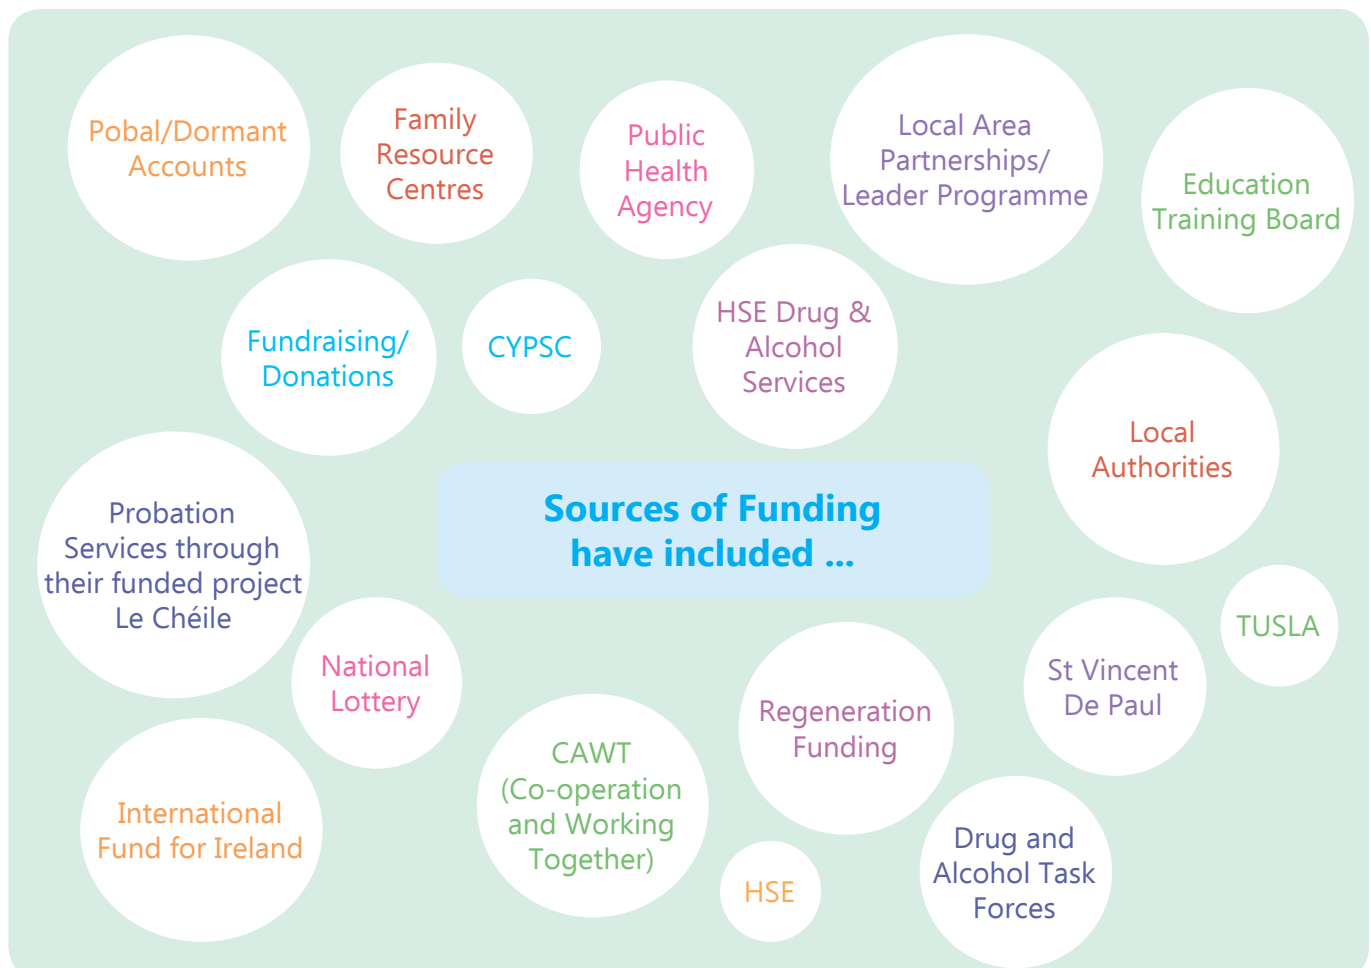 Pobal/Dormant
Accounts
Family
Resource
Centres
Public
Health
Agency
Local Area
Partnerships/
Leader Programme
Education
Training Board
Fundraising/
Donations
CYPSC
HSE Drug &
Alcohol
Services
Local
Authorities
Sources of Funding
have included ...
Probation
Services through
their funded project
Le Chéile
National
Lottery
TUSLA
St Vincent
De Paul
Regeneration
Funding
CAWT
(Co-operation
and Working
Together)
International
Fund for Ireland
HSE
Drug and
Alcohol Task
Forces